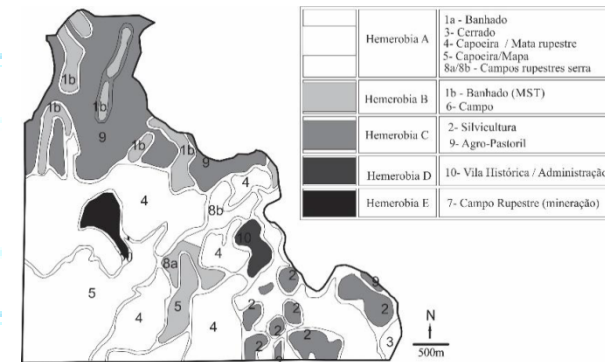 Hemerobia A
1a - Banhado
3- Cerrado
4- Capoeira / Mata rupestre
5- Capoeira/Mapa
8a/8b - Campos rupestres serra
Hemerobia B
1b - Banhado (MST)
6- Campo
Hemerobia C
2- Silvicultura
9- Agro-Pastoril
Hemerobia D
10- Vila Histórica / Administração
Hemerobia E
7- Campo Rupestre (mineração)
1b
1b
1b
9
1b
1b
9
4
4
8b
4
10
8a
5
5
4
4
2
2
2
2
2
2
9
2
3
N
500m